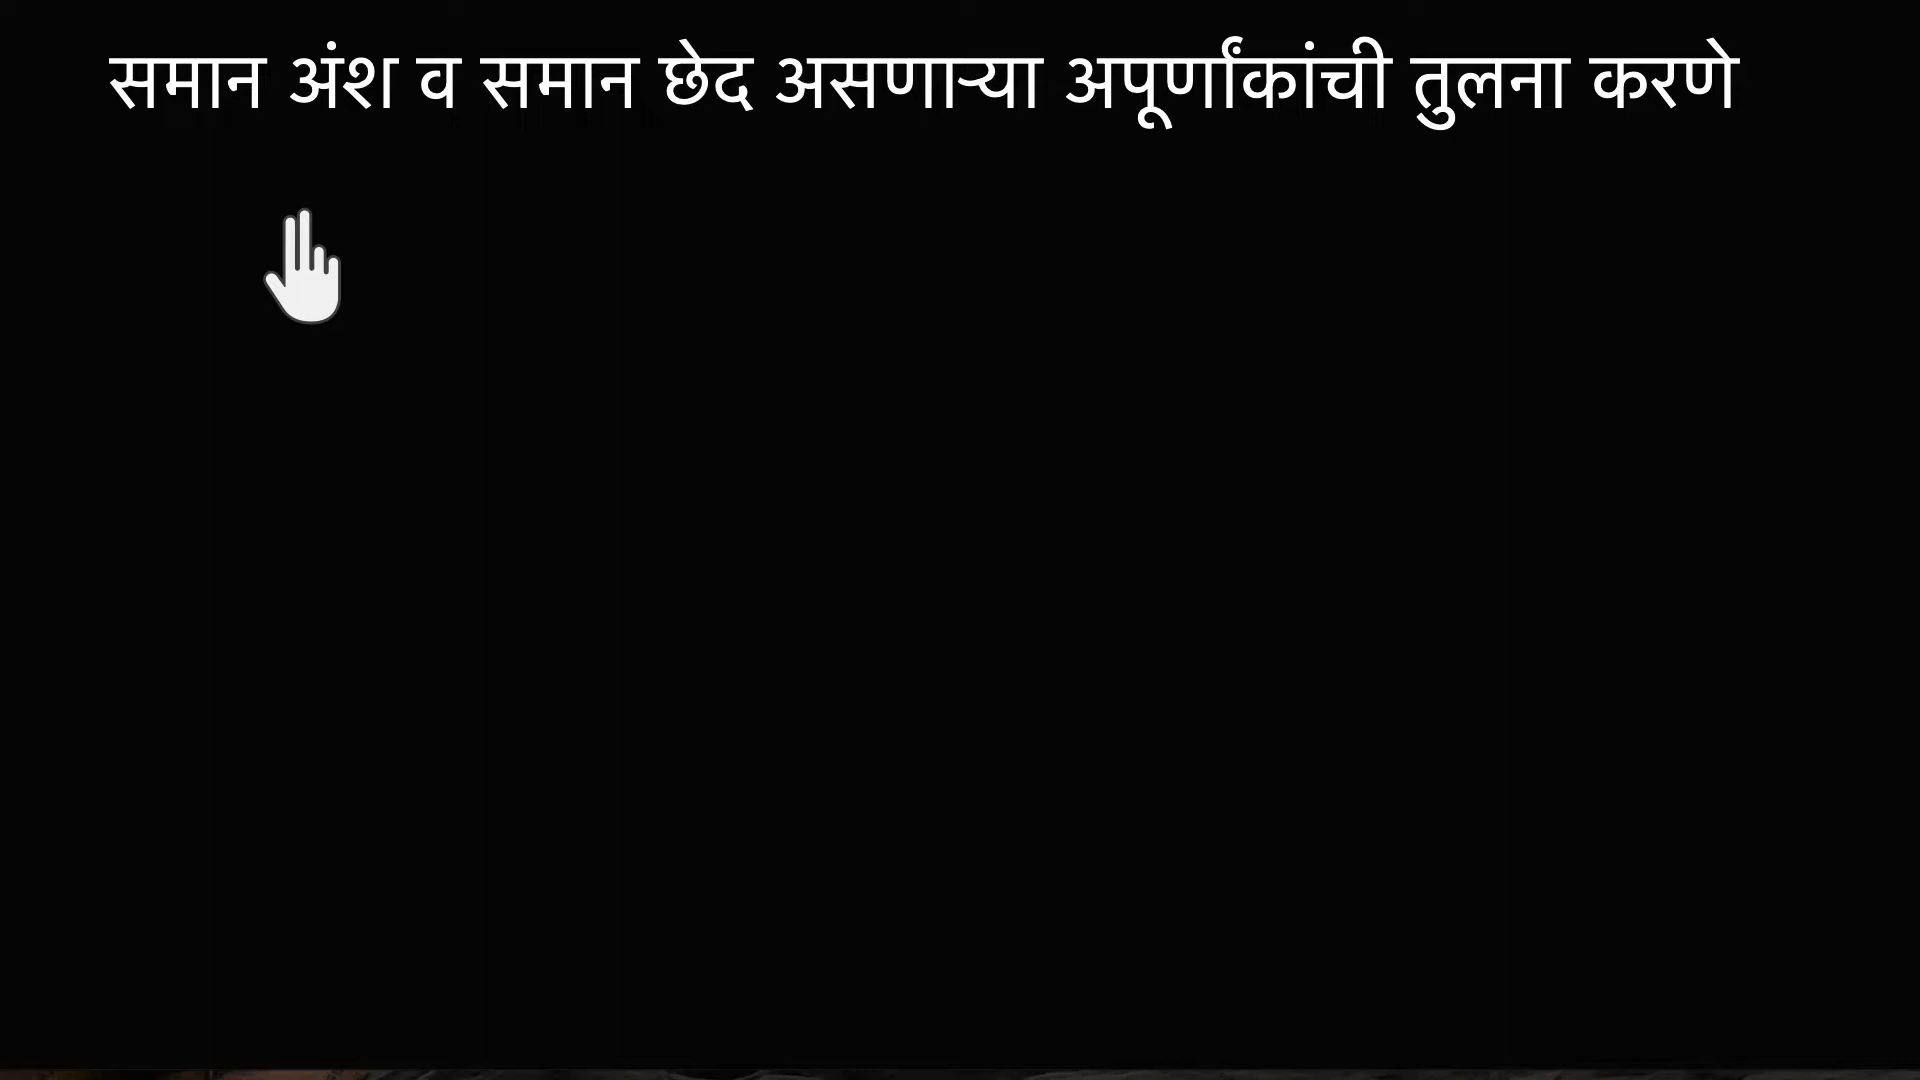 समान अंश व समान छेद असणाऱ्या अपूर्णांकांची तुलना करणे